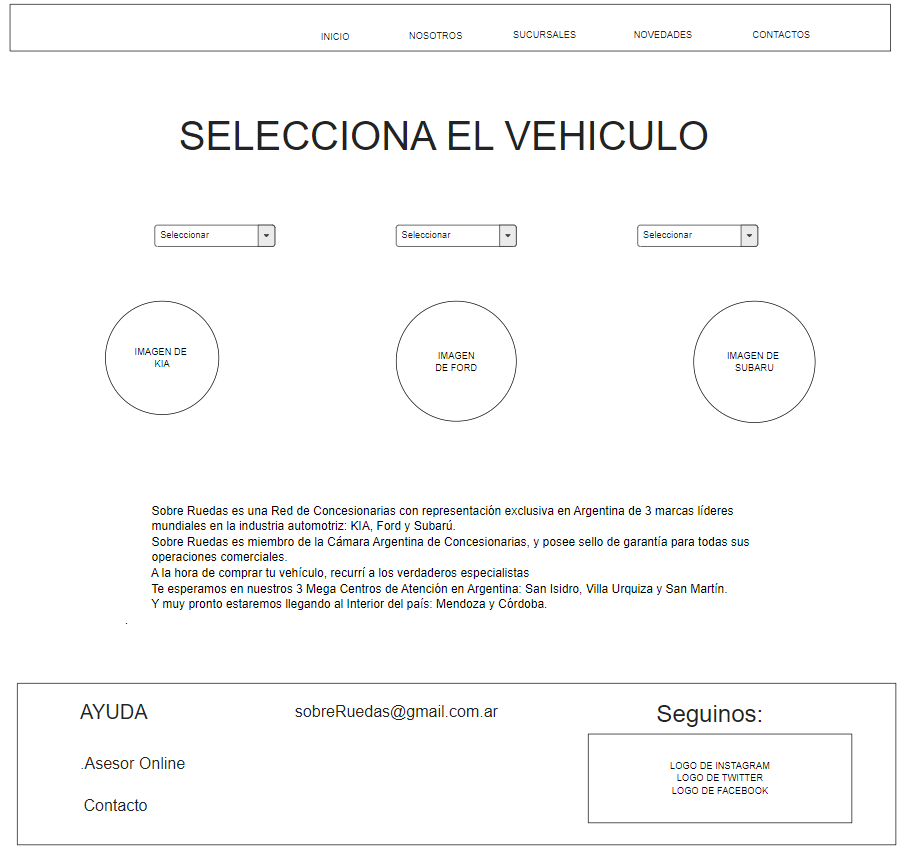 INICIO NOSOTROS SUCURSALES NOVEDADES CONTACTOS
SELECCIONA EL VEHICULO
Seleccionar Seleccionar Seleccionar
IMAGEN DE
KIA
IMAGEN
DE FORD
IMAGEN DE
SUBARU
Sobre Ruedas es una Red de Concesionarias con representación exclusiva en Argentina de 3 marcas líderes
mundiales en la industria automotriz: KIA, Ford y Subarú.
Sobre Ruedas es miembro de la Cámara Argentina de Concesionarias, y posee sello de garantía para todas sus
operaciones comerciales.
A la hora de comprar tu vehículo, recurrí a los verdaderos especialistas
Te esperamos en nuestros 3 Mega Centros de Atención en Argentina: San Isidro, Villa Urquiza y San Martín.
Y muy pronto estaremos llegando al Interior del país: Mendoza y Córdoba.
.
AYUDA
.Asesor Online
Contacto
sobreRuedas@gmail.com.ar
Seguinos:
LOGO DE INSTAGRAM
LOGO DE TWITTER
LOGO DE FACEBOOK